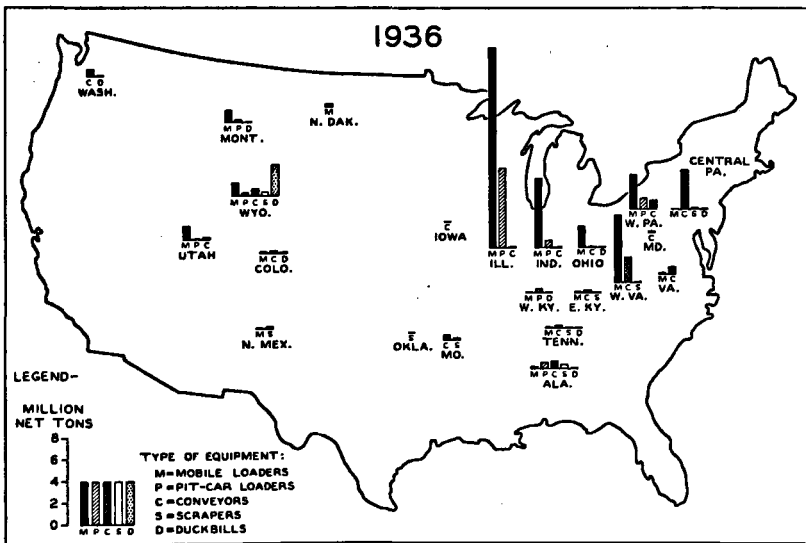 1936
C D
WASH.
M P D
MONT.
M
N. DAK.
M P C S D
WYO.
M P C
UTAH
M C D
COLO.
M S
N. MEX.
C
IOWA
M P C
ILL.
M P C
IND.
M C D
OHIO
M P C
W. PA.
CENTRAL
PA.
M C S D
C
MD.
M C S
W. VA.
M C
VA.
M P D
W. KY.
M C S
E. KY.
S
OKLA.
C S
MO.
M C S D
TENN.
M P C S D
ALA.
LEGEND-
MILLION
NET TONS
8
6
4
2
0
M P C S D
TYPE OF EQUIPMENT:
M=MOBILE LOADERS
P=PIT-CAR LOADERS
C=CONVEYORS
S=SCRAPERS
D=DUCKBILLS